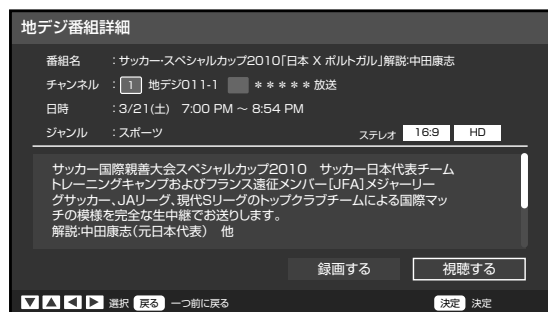 地デジ番組詳細
番組名 ：サッカー・スペシャルカップ2010「日本 X ポルトガル」解説:中田康志
チャンネル ： 1 地デジ011-1 ＊＊＊＊＊放送
日時 ：3/21(土) 7:00 PM ～ 8:54 PM
ジャンル ：スポーツ
ステレオ 16:9 HD
サッカー国際親善大会スペシャルカップ2010 サッカー日本代表チーム
トレーニングキャンプおよびフランス遠征メンバー[JFA]メジャーリー
グサッカー、JAリーグ、現代Sリーグのトップクラブチームによる国際マッ
チの模様を完全な生中継でお送りします。
解説:中田康志(元日本代表) 他
録画する 視聴する
▼ ▲ ◀ ▶ 選択 戻る 一つ前に戻る 決定 決定